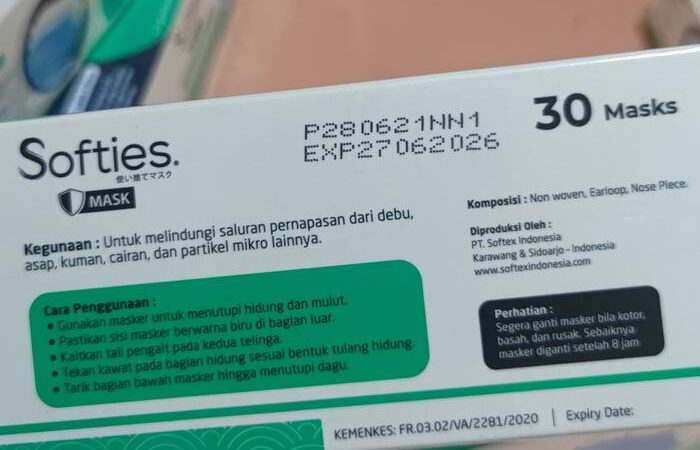 Softies.
使い捨てマスク
MASK
P280621NN1
EXP27062026
30 Masks
Kegunaan : Untuk melindungi saluran pernapasan dari debu,
asap, kuman, cairan, dan partikel mikro lainnya.
Cara Penggunaan :
• Gunakan masker untuk menutupi hidung dan mulut.
• Pastikan sisi masker berwarna biru di bagian luar.
• Kaitkan tali pengait pada kedua telinga.
• Tekan kawat pada bagian hidung sesuai bentuk tulang hidung.
• Tarik bagian bawah masker hingga menutupi dagu.
Komposisi : Non woven, Earloop, Nose Piece.
Diproduksi Oleh :
PT. Softex Indonesia
Karawang & Sidoarjo - Indonesia
www.softexindonesia.com
Perhatian :
Segera ganti masker bila kotor,
basah, dan rusak. Sebaiknya
masker diganti setelah 8 jam
KEMENKES: FR.03.02/VA/2281/2020 | Expiry Date: